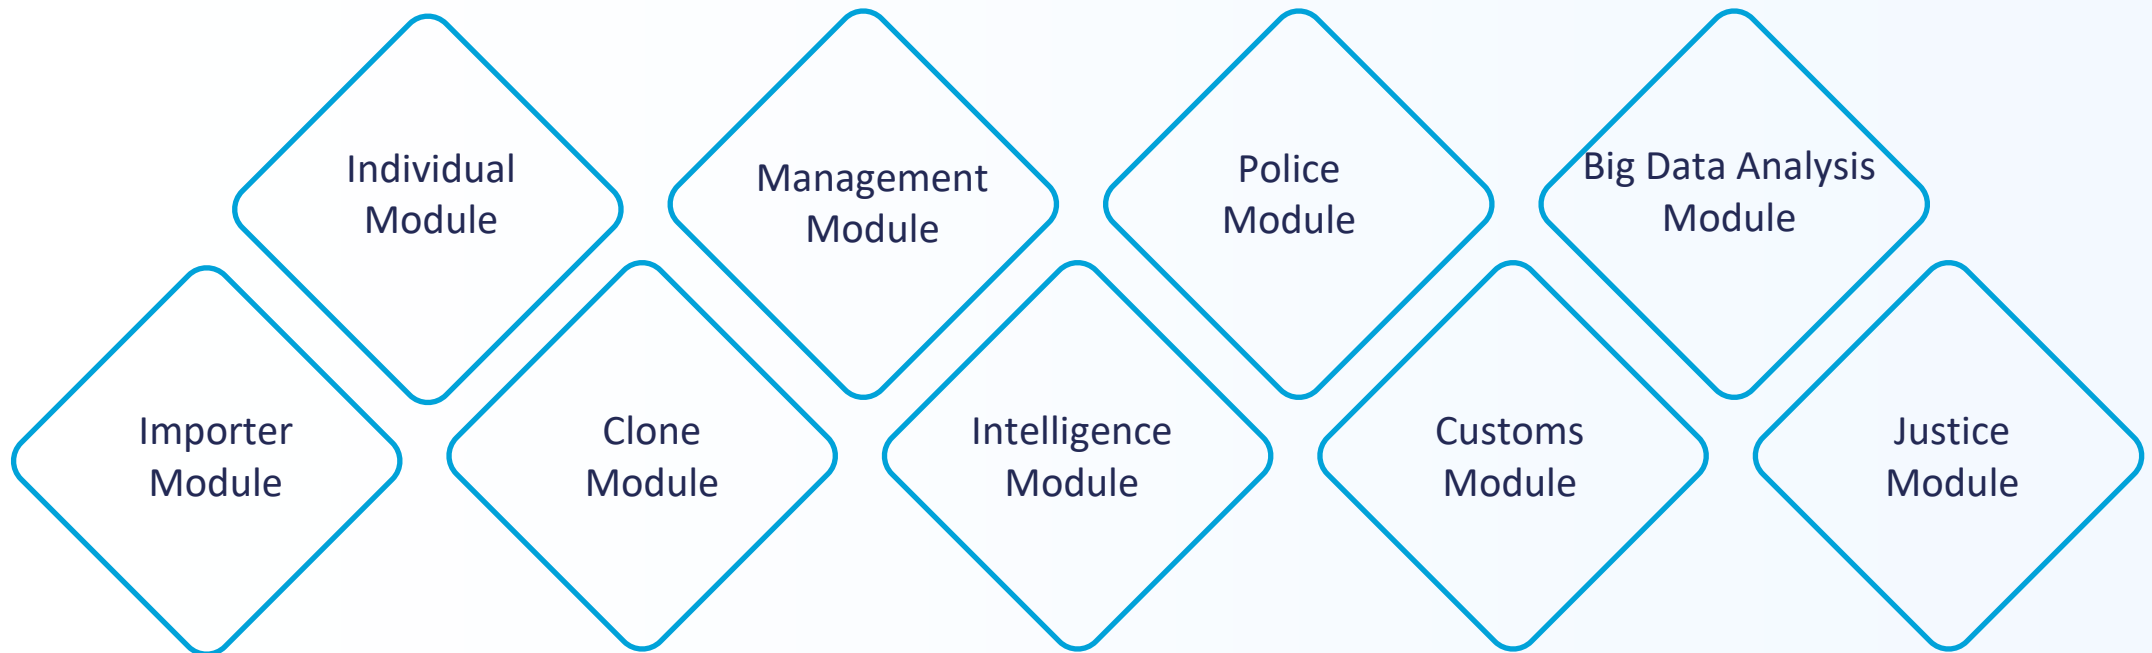 Individual
Module
Management
Module
Police
Module
Big Data Analysis
Module
Importer
Module
Clone
Module
Intelligence
Module
Customs
Module
Justice
Module